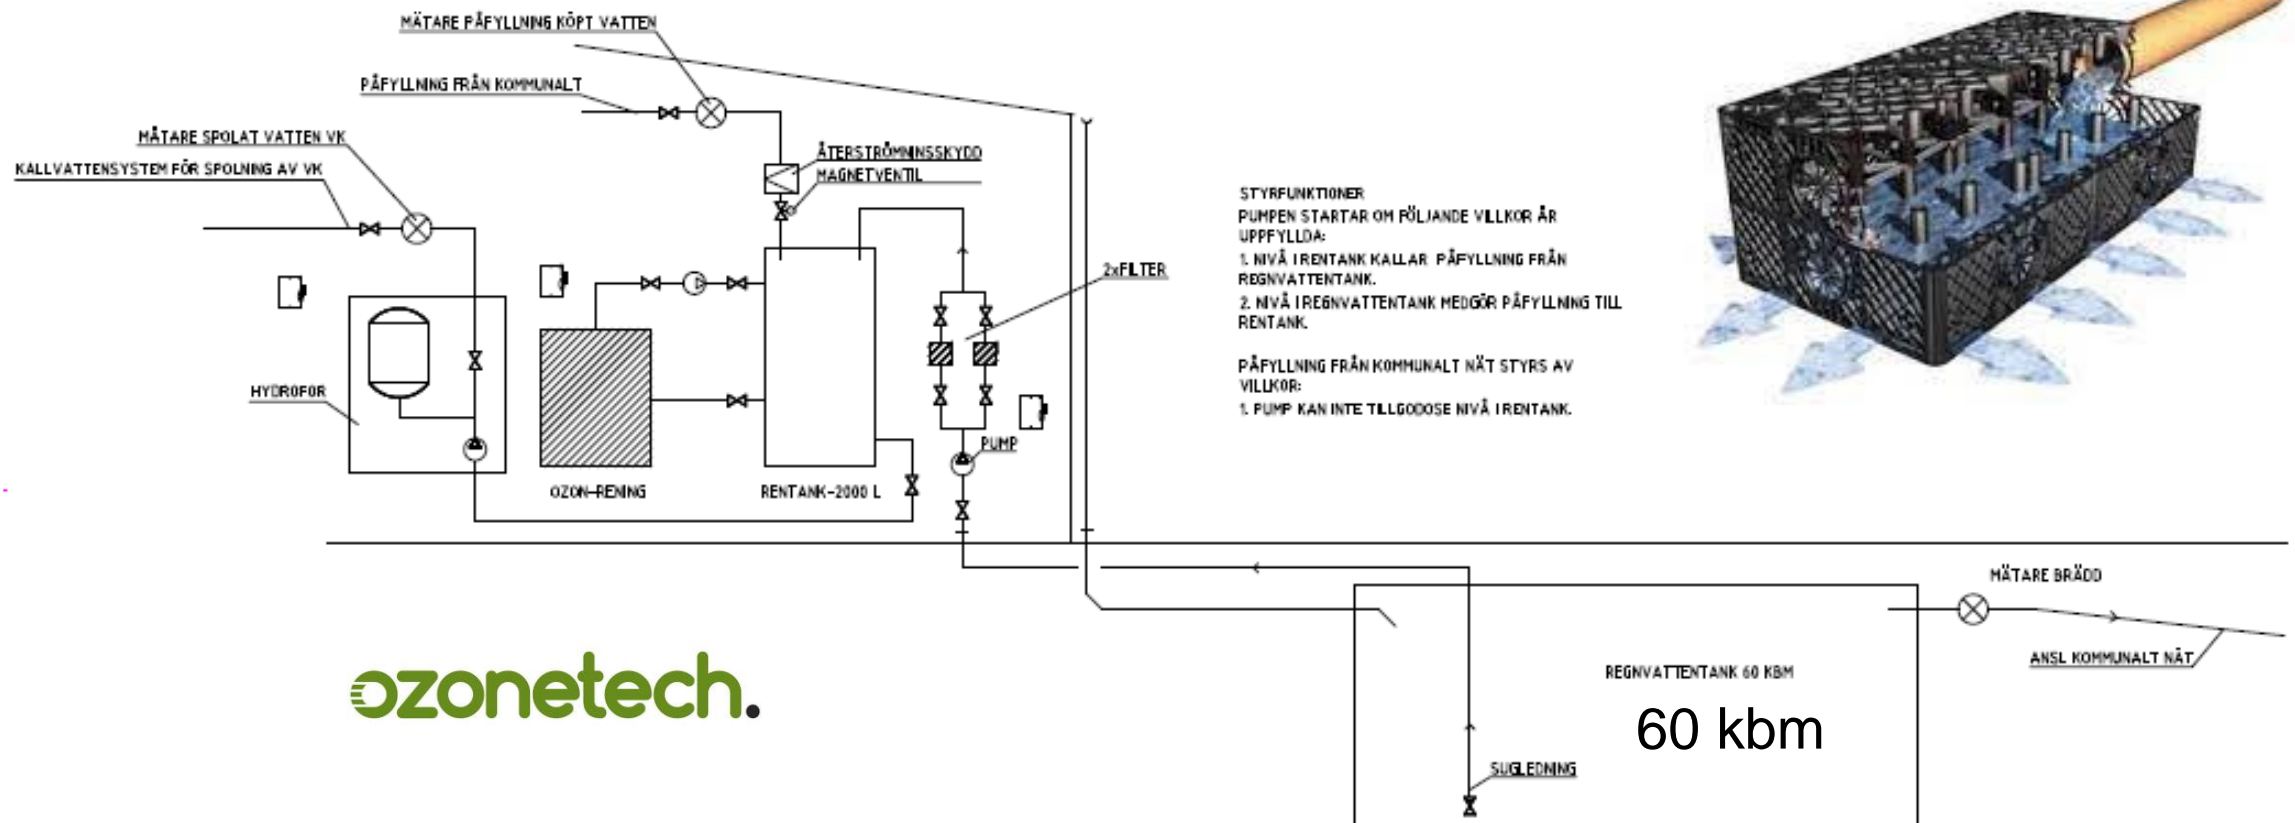 MÄTARE PÅFYLLNING KÖPT VATTEN
PÅFYLLNING FRÅN KOMMUNALT
MÄTARE SPOLAT VATTEN VK
KALLVATTENSYSTEM FÖR SPOLNING AV VK
ÅTERSTRÖMNINSSKYDD
MAGNETVENTIL
2xFILTER
HYDROFOR
PUMP
OZON-RENING
RENTANK-2000 L
STYRFUNKTIONER
PUMPEN STARTAR OM FÖLJANDE VILLKOR ÄR
UPPFYLLDA:
1. NIVÅ I RENTANK KALLAR PÅFYLLNING FRÅN
REGNVATTENTANK.
2. NIVÅ I REGNVATTENTANK MEDGÖR PÅFYLLNING TILL
RENTANK.
PÅFYLLNING FRÅN KOMMUNALT NÄT STYRS AV
VILLKOR:
1. PUMP KAN INTE TILLGODOSE NIVÅ I RENTANK.
MÄTARE BRÄDD
ANSL KOMMUNALT NÄT
REGNVATTENTANK 60 KBM
60 kbm
SUGLEDNING
ozonetech.